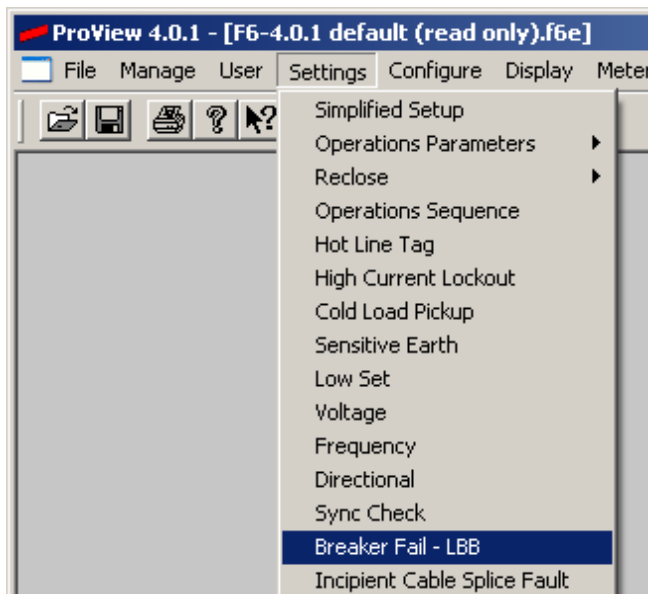 ProView 4.0.1 - [F6-4.0.1 default (read only).f6e]
File Manage User Settings Configure Display Meter
Simplified Setup
Operations Parameters
Reclose
Operations Sequence
Hot Line Tag
High Current Lockout
Cold Load Pickup
Sensitive Earth
Low Set
Voltage
Frequency
Directional
Sync Check
Breaker Fail - LBB
Incipient Cable Splice Fault